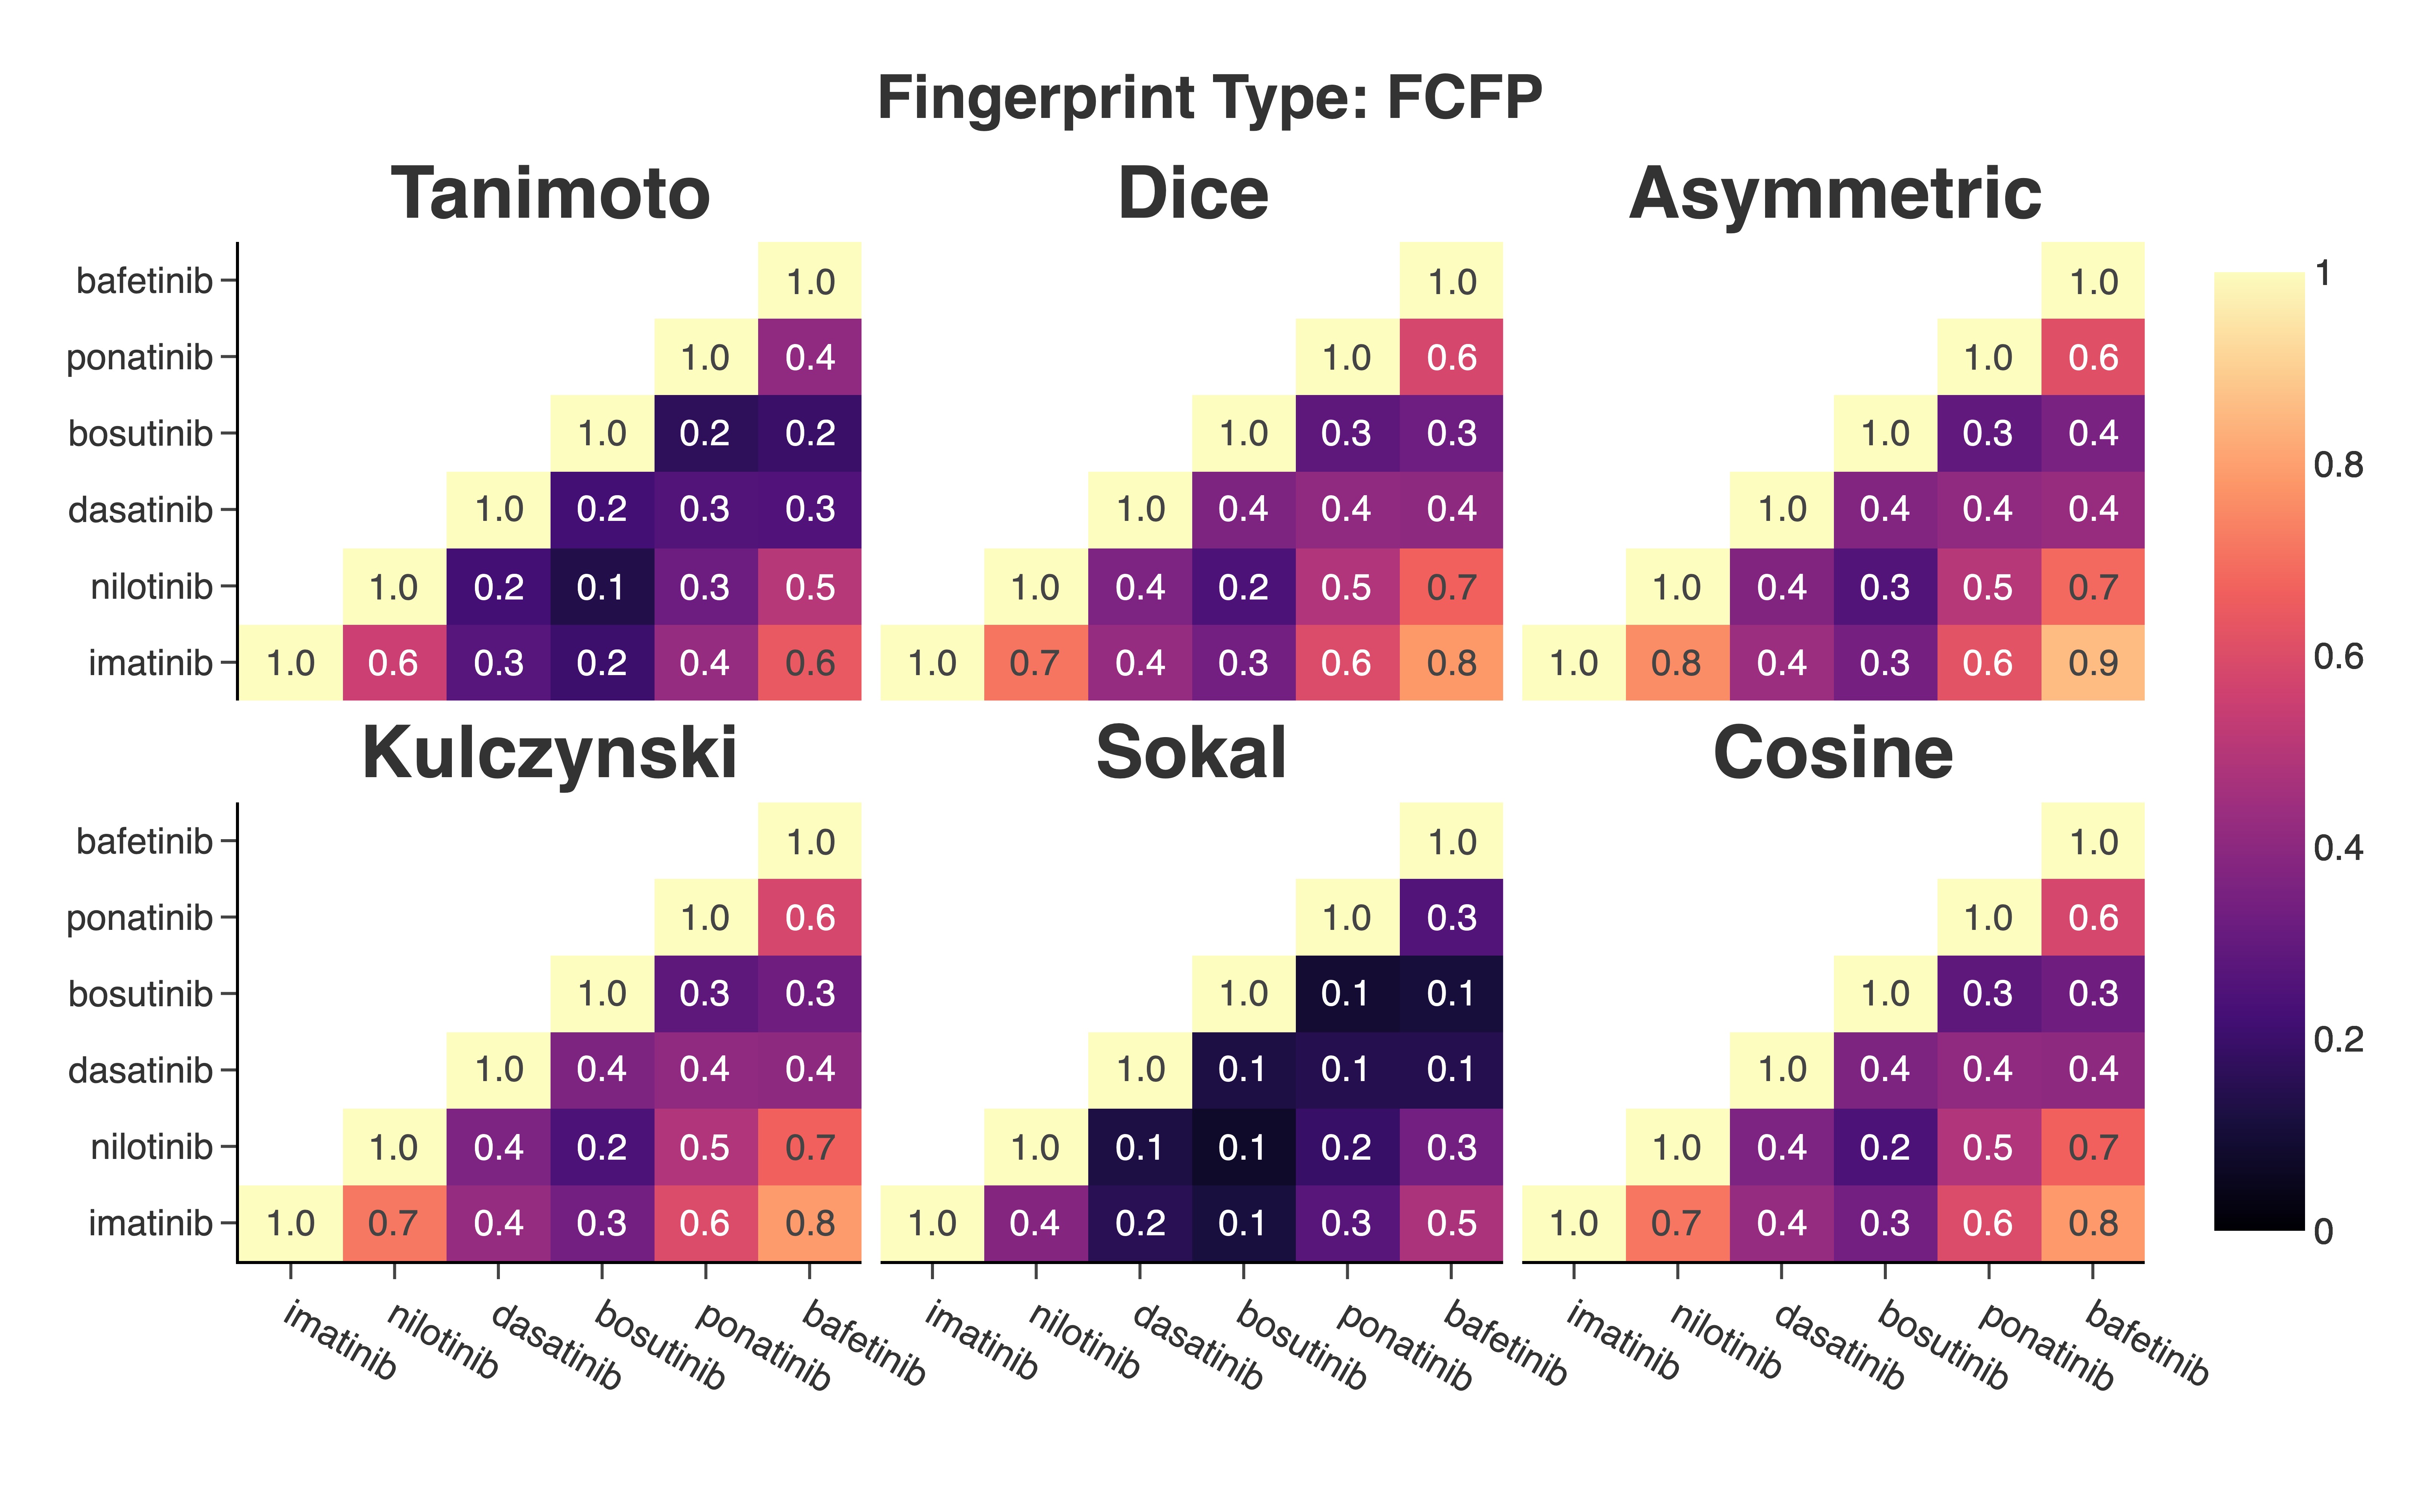 Fingerprint Type: FCFP
Tanimoto Dice Asymmetric
bafetinib 1.0 1.0 1.0 1
ponatinib 1.0 0.4 1.0 0.6 1.0 0.6
bosutinib 1.0 0.2 0.2 1.0 0.3 0.3 1.0 0.3 0.4 0.8
dasatinib 1.0 0.2 0.3 0.3 1.0 0.4 0.4 0.4 1.0 0.4 0.4 0.4
nilotinib 1.0 0.2 0.1 0.3 0.5 1.0 0.4 0.2 0.5 0.7 1.0 0.4 0.3 0.5 0.7
imatinib 1.0 0.6 0.3 0.2 0.4 0.6 1.0 0.7 0.4 0.3 0.6 0.8 1.0 0.8 0.4 0.3 0.6 0.9 0.6
Kulczynski Sokal Cosine
bafetinib 1.0 1.0 1.0 0.4
ponatinib 1.0 0.6 1.0 0.3 1.0 0.6
bosutinib 1.0 0.3 0.3 1.0 0.1 0.1 1.0 0.3 0.3
dasatinib 1.0 0.4 0.4 0.4 1.0 0.1 0.1 0.1 1.0 0.4 0.4 0.4 0.2
nilotinib 1.0 0.4 0.2 0.5 0.7 1.0 0.1 0.1 0.2 0.3 1.0 0.4 0.2 0.5 0.7
imatinib 1.0 0.7 0.4 0.3 0.6 0.8 1.0 0.4 0.2 0.1 0.3 0.5 1.0 0.7 0.4 0.3 0.6 0.8 0
imatinib nilotinib dasatinib bosutinib ponatinib bafetinib imatinib nilotinib dasatinib bosutinib ponatinib bafetinib imatinib nilotinib dasatinib bosutinib ponatinib bafetinib